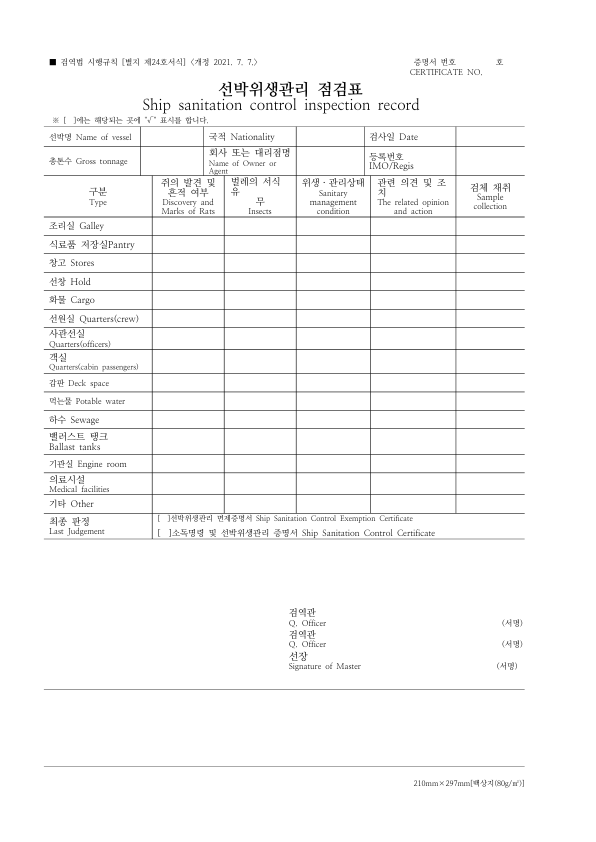 ■ 검역법 시행규칙 [별지 제24호서식] 〈개정 2021. 7. 7.〉
증명서 번호 호
CERTIFICATE NO.
선박위생관리 점검표
Ship sanitation control inspection record
※ [ ]에는 해당되는 곳에 "√" 표시를 합니다.
선박명 Name of vessel 국적 Nationality 검사일 Date
총톤수 Gross tonnage
회사 또는 대리점명
Name of Owner or
Agent
등록번호
IMO/Regis
구분
Type
쥐의 발견 및
흔적 여부
Discovery and
Marks of Rats
벌레의 서식
유
무
Insects
위생ㆍ관리상태
Sanitary
management
condition
관련 의견 및 조
치
The related opinion
and action
검체 채취
Sample
collection
조리실 Galley
식료품 저장실Pantry
창고 Stores
선창 Hold
화물 Cargo
선원실 Quarters(crew)
사관선실
Quarters(officers)
객실
Quarters(cabin passengers)
갑판 Deck space
먹는물 Potable water
하수 Sewage
밸러스트 탱크
Ballast tanks
기관실 Engine room
의료시설
Medical facilities
기타 Other
최종 판정
Last Judgement
[ ]선박위생관리 면제증명서 Ship Sanitation Control Exemption Certificate
[ ]소독명령 및 선박위생관리 증명서 Ship Sanitation Control Certificate
검역관
Q. Officer (서명)
검역관
Q. Officer (서명)
선장
Signature of Master (서명)
210mm×297mm[백상지(80g/㎡)]